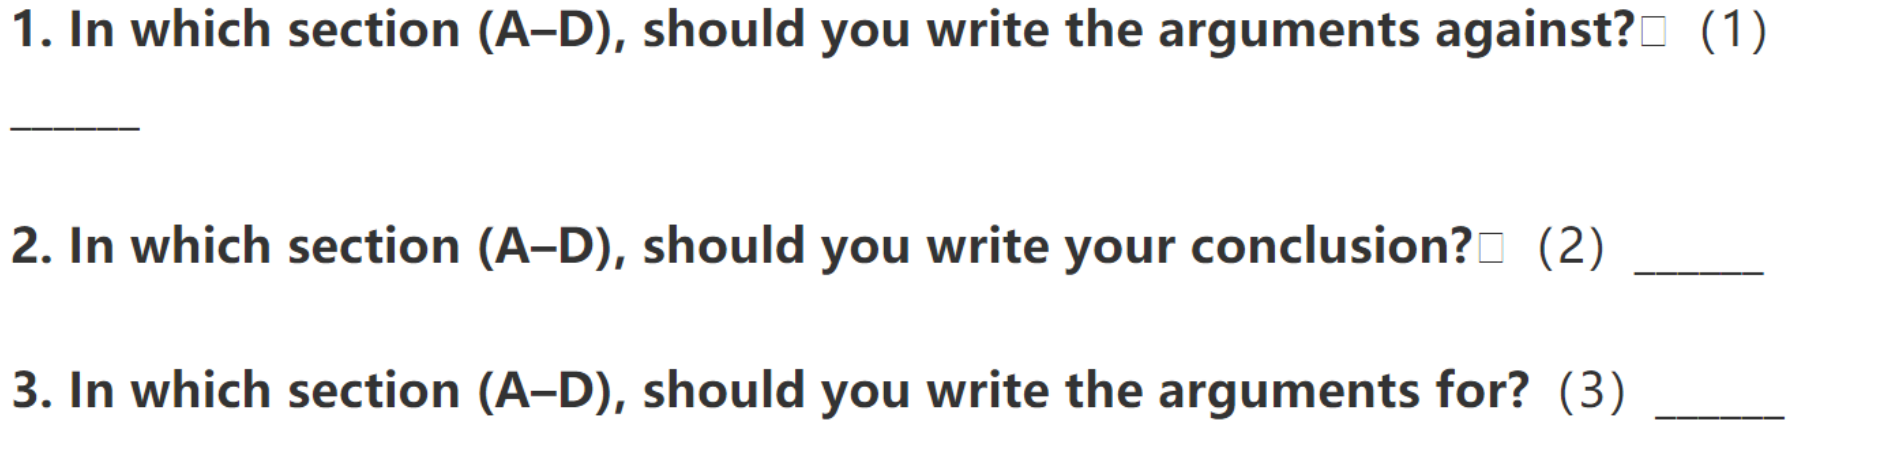 1. In which section (A–D), should you write the arguments against?□ (1)
______
2. In which section (A–D), should you write your conclusion?□ (2) ______
3. In which section (A–D), should you write the arguments for? (3) ______